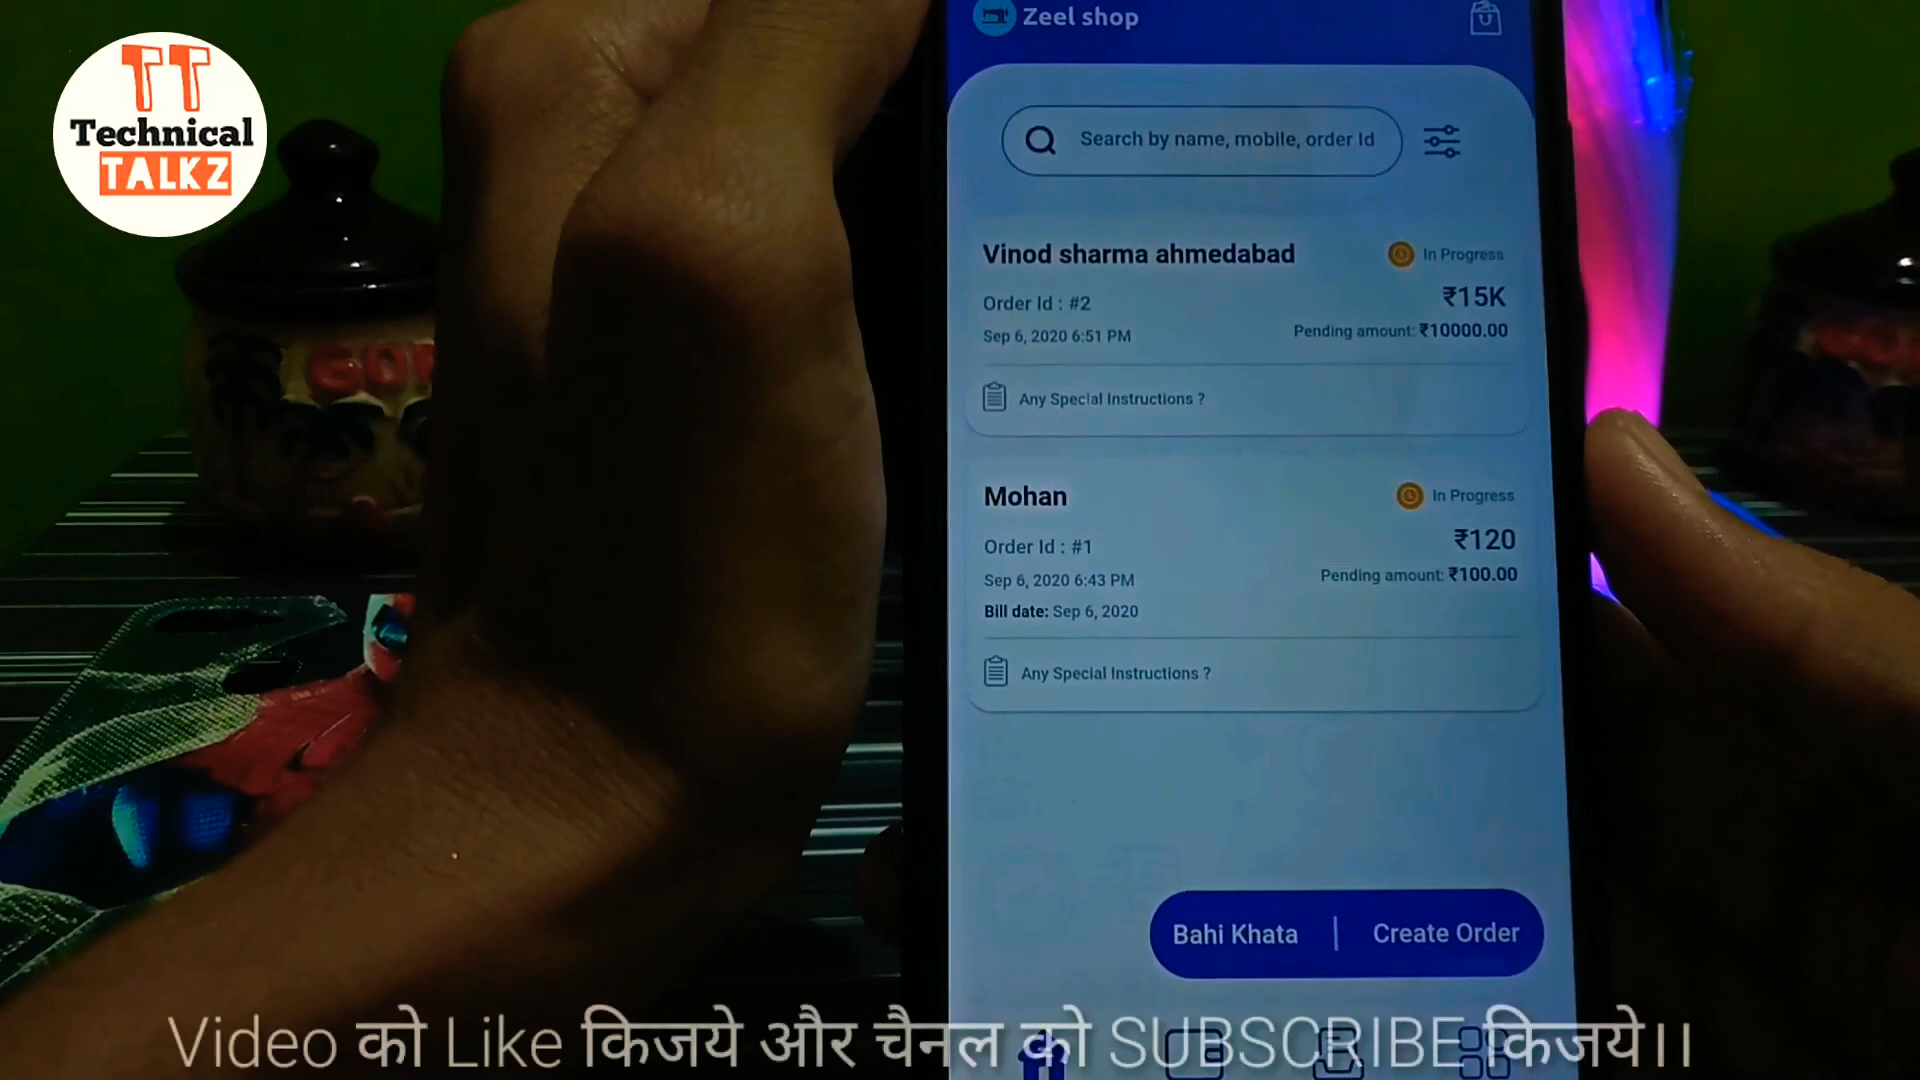 TT
Technical
TALKZ
Zeel shop
Search by name, mobile, order Id
Vinod sharma ahmedabad
In Progress
Order Id : #2
₹15K
Sep 6, 2020 6:51 PM
Pending amount: ₹10000.00
Any Special Instructions ?
Mohan
In Progress
Order Id : #1
₹120
Sep 6, 2020 6:43 PM
Pending amount: ₹100.00
Bill date: Sep 6, 2020
Any Special Instructions ?
Bahi Khata
Create Order
Video को Like किजये और चैनल को SUBSCRIBE किजये।।